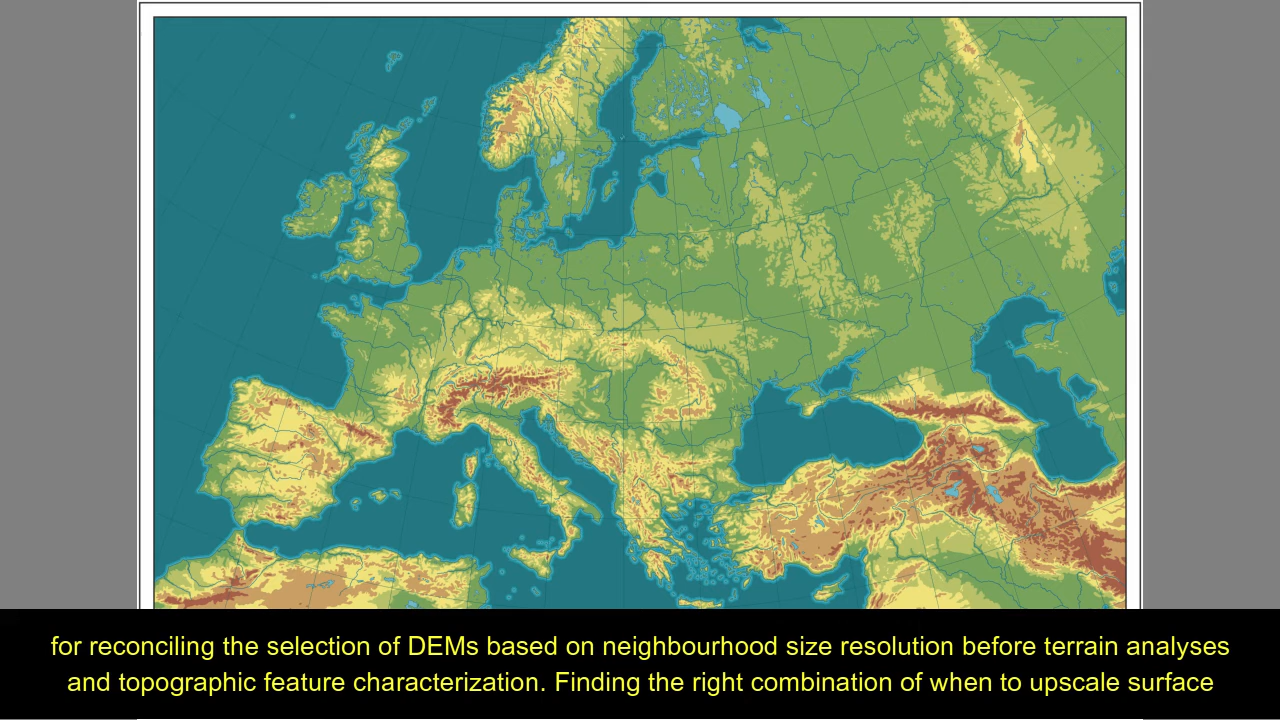 for reconciling the selection of DEMs based on neighbourhood size resolution before terrain analyses
and topographic feature characterization. Finding the right combination of when to upscale surface